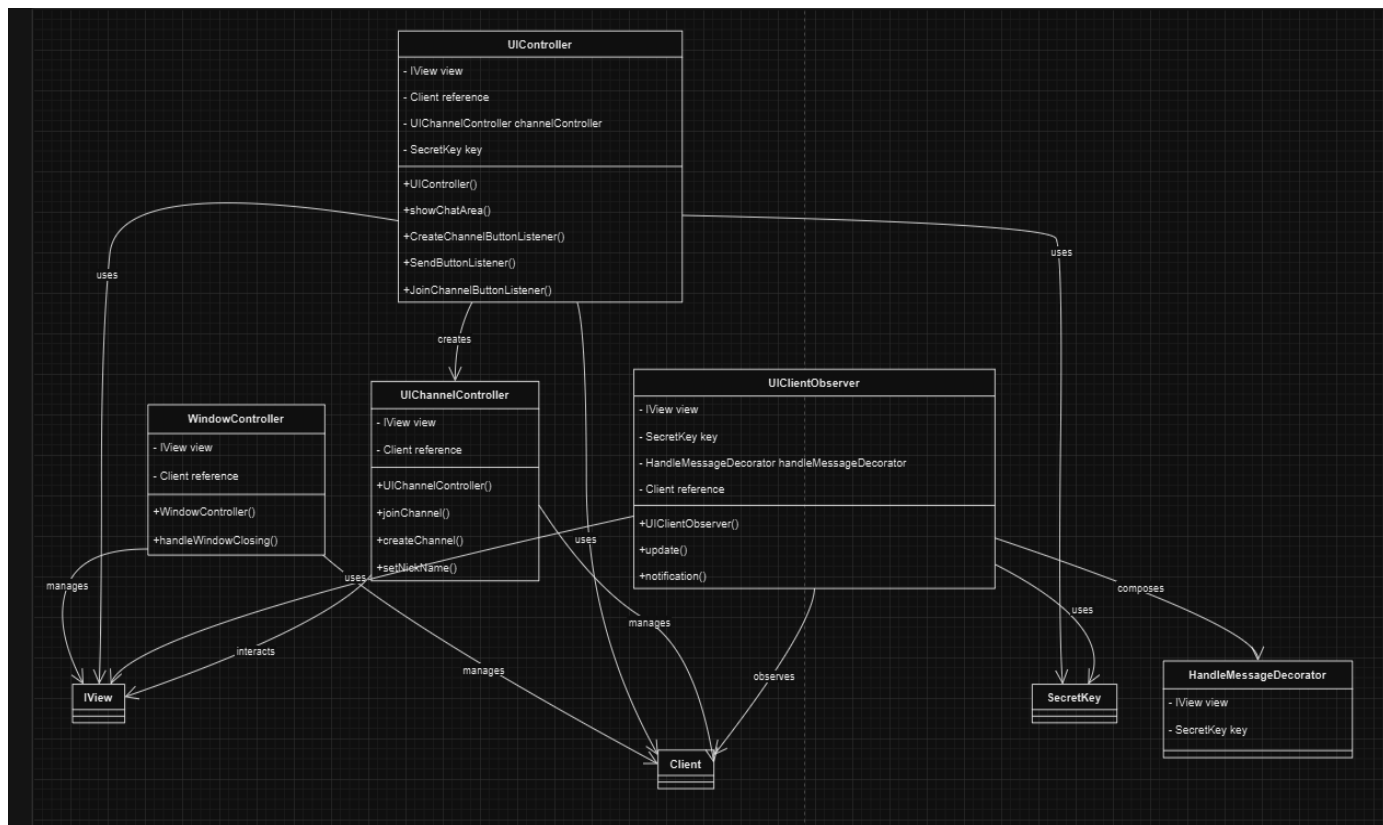 UIController
- IView view
- Client reference
- UIChannelController channelController
- SecretKey key
+UIController()
+showChatArea()
+CreateChannelButtonListener()
+SendButtonListener()
+JoinChannelButtonListener()
uses
uses
creates
UIChannelController
- IView view
- Client reference
+UIChannelController()
+joinChannel()
+createChannel()
+setNickName()
UIClientObserver
- IView view
- SecretKey key
- HandleMessageDecorator handleMessageDecorator
- Client reference
+UIClientObserver()
+update()
+notification()
WindowController
- IView view
- Client reference
+WindowController()
+handleWindowClosing()
uses
manages
uses
composes
uses
manages
interacts
manages
observes
IView
SecretKey
HandleMessageDecorator
- IView view
- SecretKey key
Client